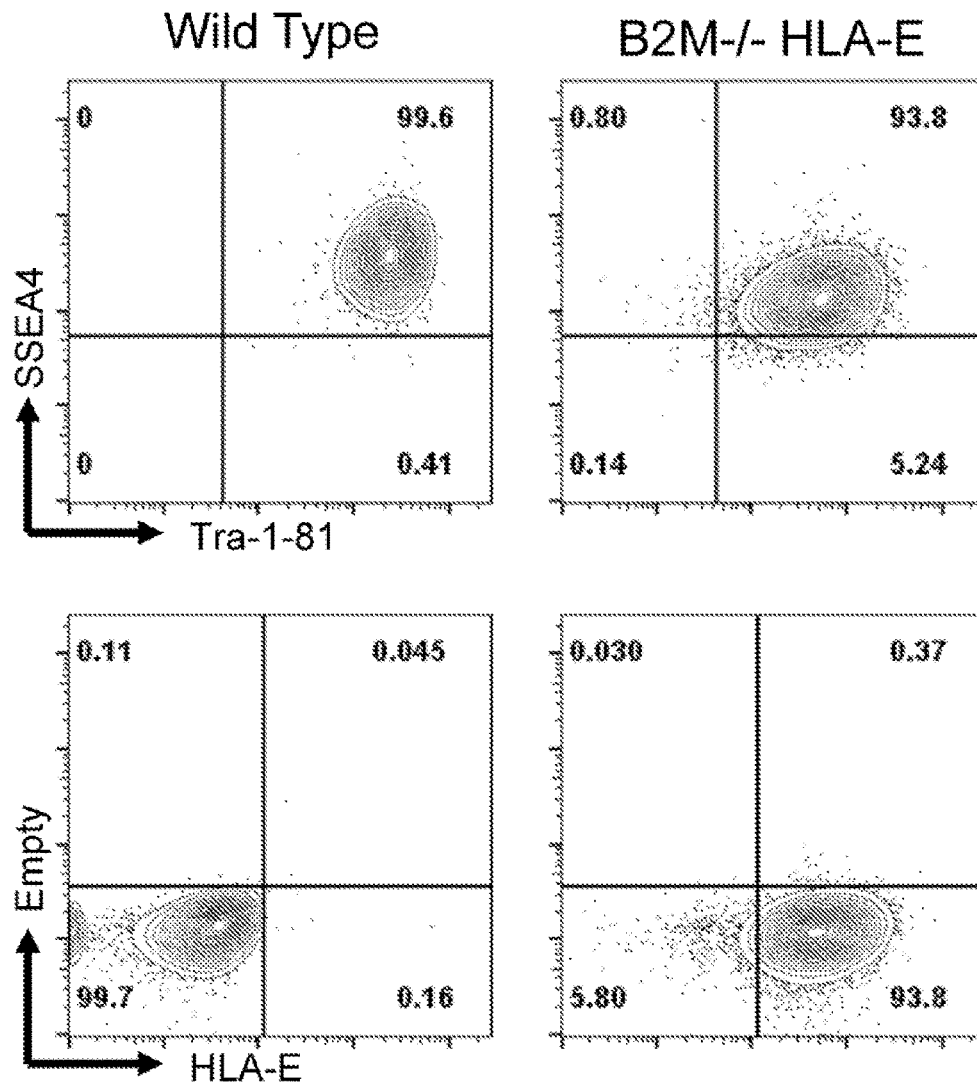 Wild Type
B2M-/- HLA-E
0 99.6
0.80 93.8
SSEA4
0 0.41
0.14 5.24
Tra-1-81
0.11 0.045
0.030 0.37
Empty
99.7 0.16
5.80 93.8
HLA-E